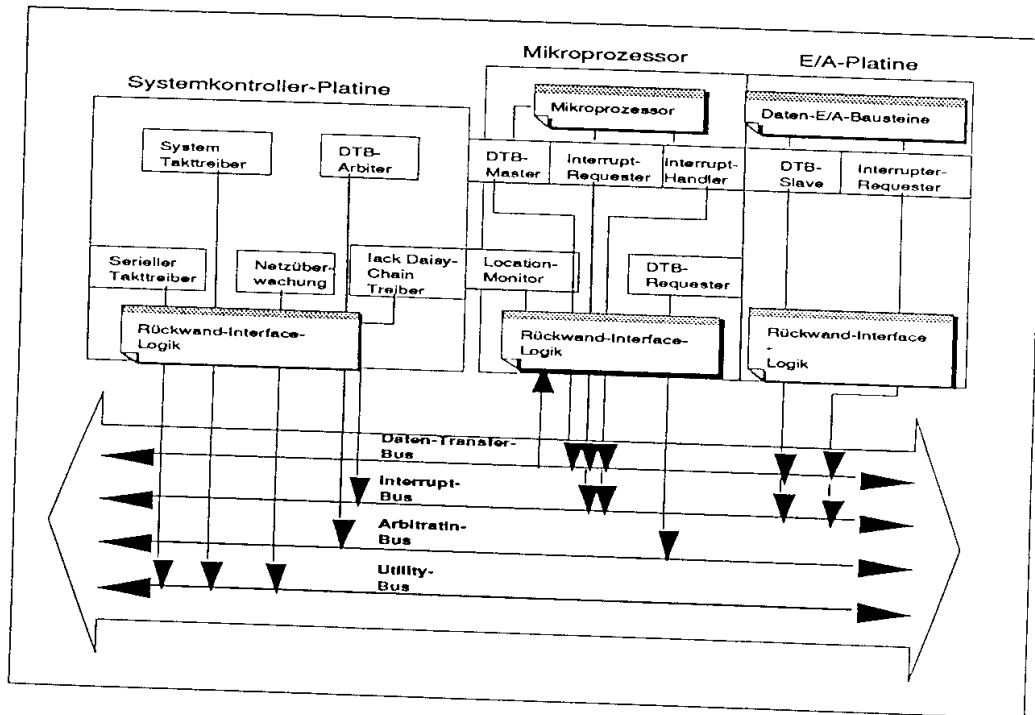 Systemkontroller-Platine
Mikroprozessor
E/A-Platine
System
Takttreiber
DTB-
Arbiter
Mikroprozessor
Daten-E/A-Bausteine
DTB-
Master
Interrupt-
Requester
Interrupt-
Handler
DTB-
Slave
Interrupter-
Requester
Serieller
Takttreiber
Netzüber-
wachung
Iack Daisy-
Chain
Treiber
Location-
Monitor
DTB-
Requester
Rückwand-Interface-
Logik
Rückwand-Interface-
Logik
Rückwand-Interface
-
Logik
Daten-Transfer-
Bus
Interrupt-
Bus
Arbitratin-
Bus
Utility-
Bus